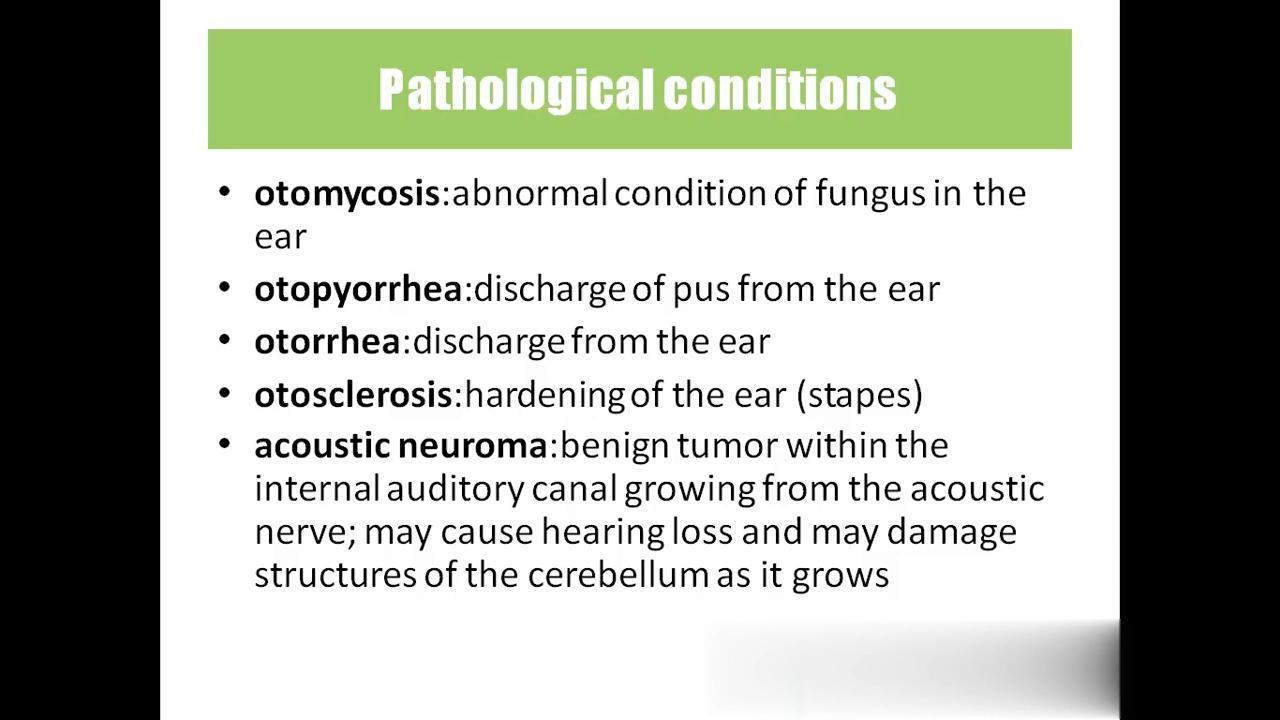 Pathological conditions
• otomycosis:abnormal condition of fungus in the
ear
• otopyorrhea:discharge of pus from the ear
• otorrhea:discharge from the ear
• otosclerosis:hardening of the ear (stapes)
• acoustic neuroma:benign tumor within the
internal auditory canal growing from the acoustic
nerve; may cause hearing loss and may damage
structures of the cerebellum as it grows